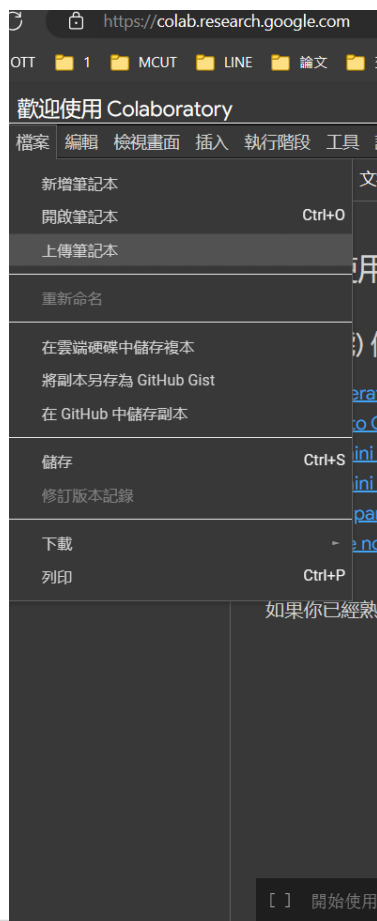 https://colab.research.google.com
OTT 1 MCUT LINE 論文
歡迎使用 Colaboratory
檔案 編輯 檢視畫面 插入 執行階段 工具
新增筆記本
文
開啟筆記本 Ctrl+O
上傳筆記本
用
重新命名
在雲端硬碟中儲存複本
將副本另存為 GitHub Gist
在 GitHub 中儲存副本
儲存 Ctrl+S
修訂版本記錄
下載
列印 Ctrl+P
如果你已經熟
[ ] 開始使用